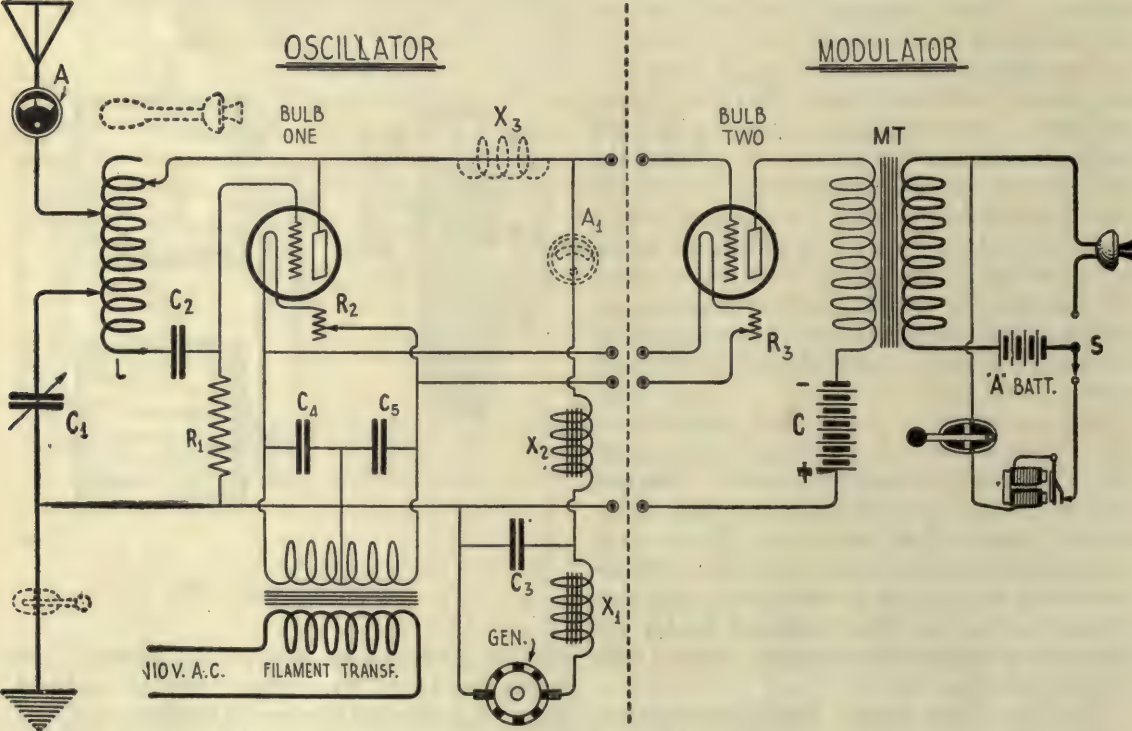 OSCILLATOR
MODULATOR
A
BULB
ONE
X3
BULB
TWO
MT
A1
C2
R2
R3
L
S
"A" BATT.
C1
R1
C4
C5
X2
-
C
+
C3
X1
GEN.
110 V. A.C.
FILAMENT TRANSF.